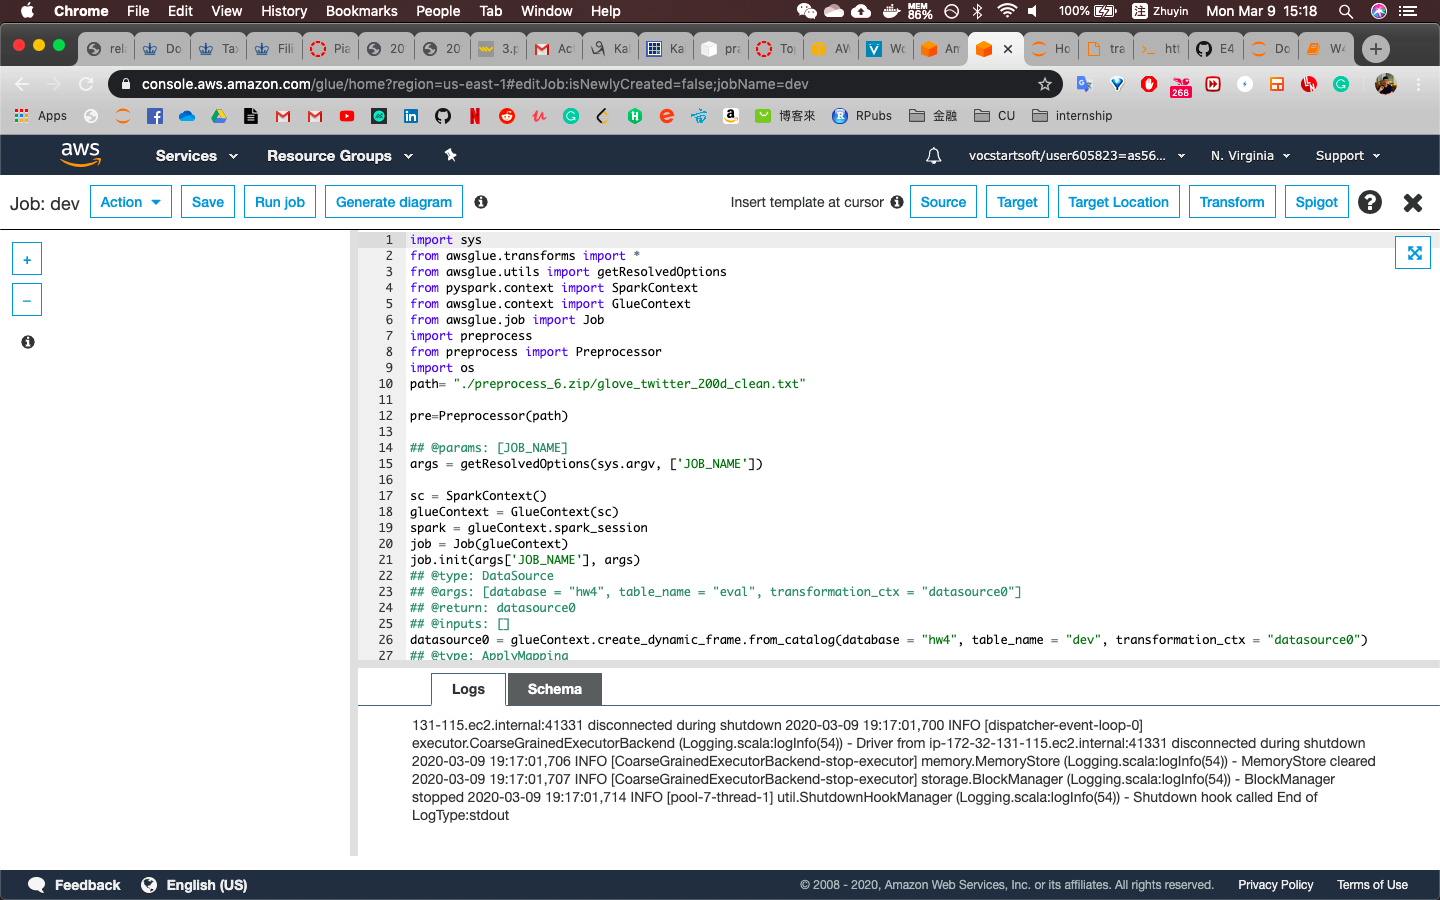 Chrome File Edit View History Bookmarks People Tab Window Help MEM 86% 100% 注 Zhuyin Mon Mar 9 15:18
rel Do Ta Fili Pia 20 20 3.p Ac Kai Ka pra To AV Wo Am Ho tra htt E4 Do W
console.aws.amazon.com/glue/home?region=us-east-1#editJob:isNewlyCreated=false;jobName=dev 268
Apps 博客來 RPubs 金融 CU internship
aws Services Resource Groups vocstartsoft/user605823=as56... N. Virginia Support
Job: dev Action Save Run job Generate diagram Insert template at cursor Source Target Target Location Transform Spigot
+
–
1 import sys
2 from awsglue.transforms import *
3 from awsglue.utils import getResolvedOptions
4 from pyspark.context import SparkContext
5 from awsglue.context import GlueContext
6 from awsglue.job import Job
7 import preprocess
8 from preprocess import Preprocessor
9 import os
10 path= "./preprocess_6.zip/glove_twitter_200d_clean.txt"
11
12 pre=Preprocessor(path)
13
14 ## @params: [JOB_NAME]
15 args = getResolvedOptions(sys.argv, ['JOB_NAME'])
16
17 sc = SparkContext()
18 glueContext = GlueContext(sc)
19 spark = glueContext.spark_session
20 job = Job(glueContext)
21 job.init(args['JOB_NAME'], args)
22 ## @type: DataSource
23 ## @args: [database = "hw4", table_name = "eval", transformation_ctx = "datasource0"]
24 ## @return: datasource0
25 ## @inputs: []
26 datasource0 = glueContext.create_dynamic_frame.from_catalog(database = "hw4", table_name = "dev", transformation_ctx = "datasource0")
27 ## @type: ApplyMapping
Logs Schema
131-115.ec2.internal:41331 disconnected during shutdown 2020-03-09 19:17:01,700 INFO [dispatcher-event-loop-0]
executor.CoarseGrainedExecutorBackend (Logging.scala:logInfo(54)) - Driver from ip-172-32-131-115.ec2.internal:41331 disconnected during shutdown
2020-03-09 19:17:01,706 INFO [CoarseGrainedExecutorBackend-stop-executor] memory.MemoryStore (Logging.scala:logInfo(54)) - MemoryStore cleared
2020-03-09 19:17:01,707 INFO [CoarseGrainedExecutorBackend-stop-executor] storage.BlockManager (Logging.scala:logInfo(54)) - BlockManager
stopped 2020-03-09 19:17:01,714 INFO [pool-7-thread-1] util.ShutdownHookManager (Logging.scala:logInfo(54)) - Shutdown hook called End of
LogType:stdout
Feedback English (US) © 2008 - 2020, Amazon Web Services, Inc. or its affiliates. All rights reserved. Privacy Policy Terms of Use